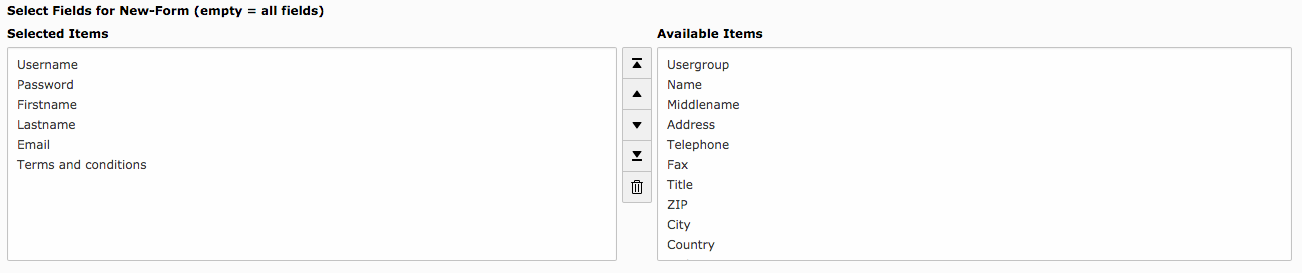 Select Fields for New-Form (empty = all fields)
Selected Items
Available Items
Username
Password
Firstname
Lastname
Email
Terms and conditions
Usergroup
Name
Middlename
Address
Telephone
Fax
Title
ZIP
City
Country